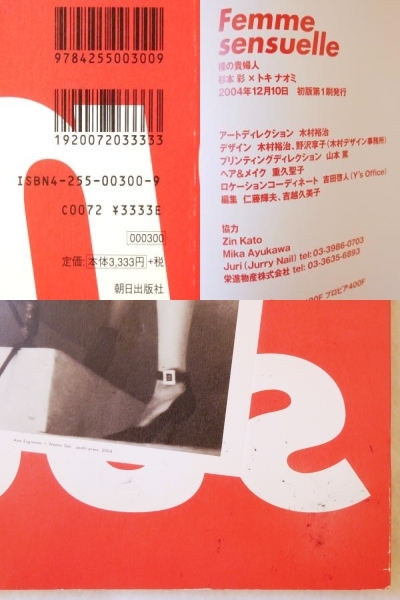 9784255003009
1920072033333
ISBN4-255-00300-9
C0072 ¥3333E
000300
定価:本体3,333円+税
朝日出版社
Femme
sensuelle
裸の貴婦人
杉本 彩×トキ ナオミ
2004年12月10日 初版第1刷発行
アートディレクション 木村裕治
デザイン 木村裕治、野沢享子(木村デザイン事務所)
プリンティングディレクション 山本 薫
ヘア&メイク 重久聖子
ロケーションコーディネート 吉田啓人(Y's Office)
編集 仁藤輝夫、吉越久美子
協力
Zin Kato
Mika Ayukawa
Juri (Jurry Nail) tel: 03-3986-0703
栄進物産株式会社 tel: 03-3635-6893